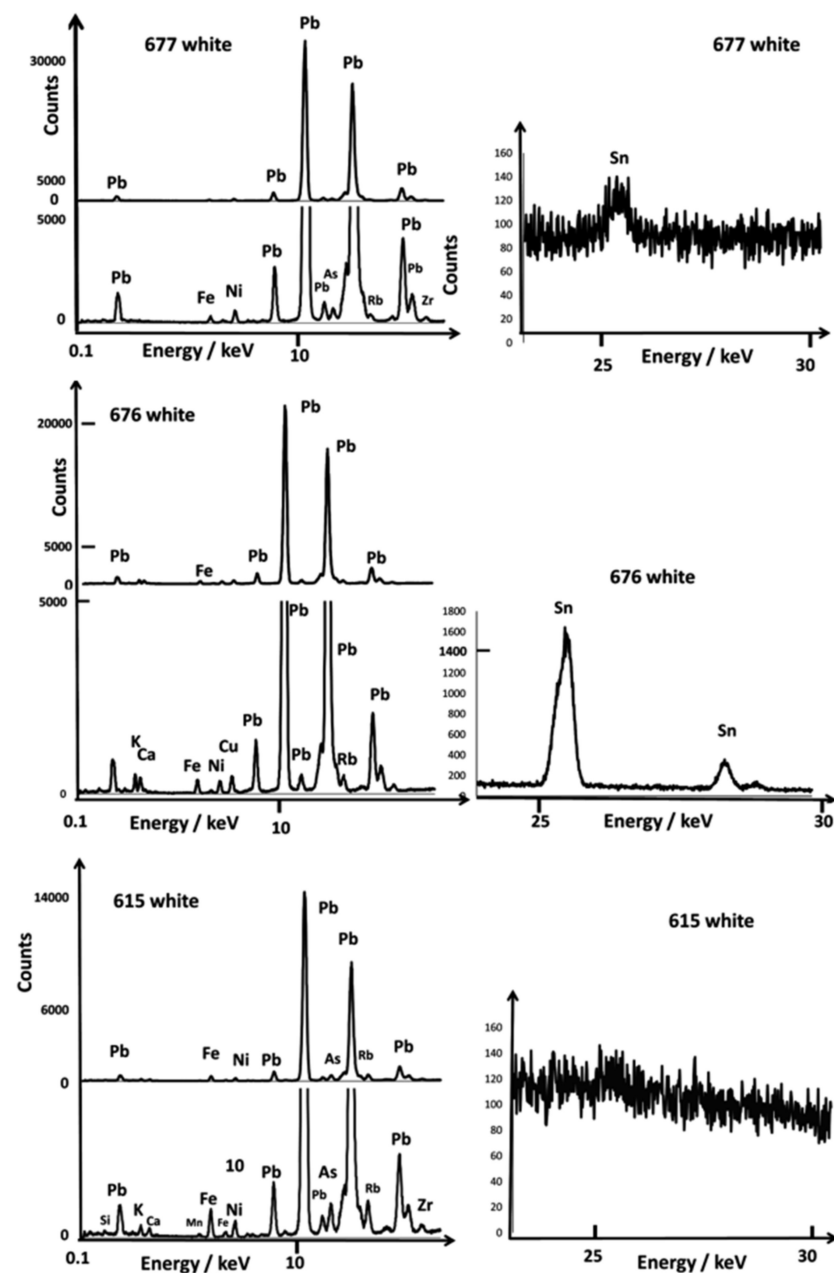 677 white
Pb
Pb
30000
Counts
5000
0
Pb
Pb
Pb
5000
0
Pb
Fe
Ni
Pb
Pb
As
Rb
Pb
Zr
0.1
Energy / keV
10
677 white
Sn
Counts
160
140
120
100
80
60
40
20
0
25
Energy / keV
30
676 white
20000
Counts
5000
0
Pb
Fe
Pb
Pb
Pb
Pb
5000
0
K
Ca
Fe
Ni
Cu
Pb
Pb
Pb
Pb
Rb
Pb
0.1
Energy / keV
10
676 white
Sn
Sn
1800
1600
1400
1200
1000
800
600
400
200
0
25
Energy / keV
30
615 white
14000
Counts
6000
0
Pb
Fe
Ni
Pb
Pb
As
Pb
Rb
Pb
10
Si
Pb
K
Ca
Mn
Fe
Fe
Ni
Pb
Pb
As
Rb
Pb
Zr
0
0.1
Energy / keV
10
615 white
160
140
120
100
80
60
40
20
0
25
Energy / keV
30